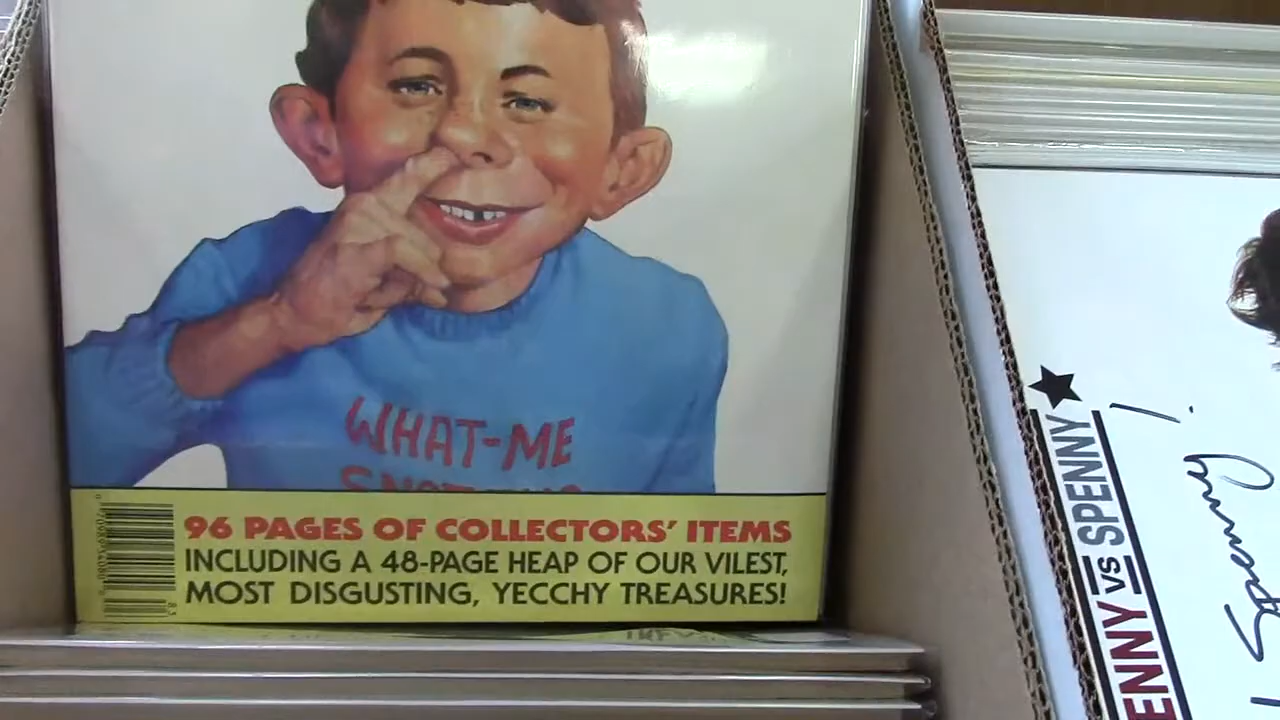 WHAT-ME
96 PAGES OF COLLECTORS' ITEMS
INCLUDING A 48-PAGE HEAP OF OUR VILEST,
MOST DISGUSTING, YECCHY TREASURES!
ENNY VS SPENNY